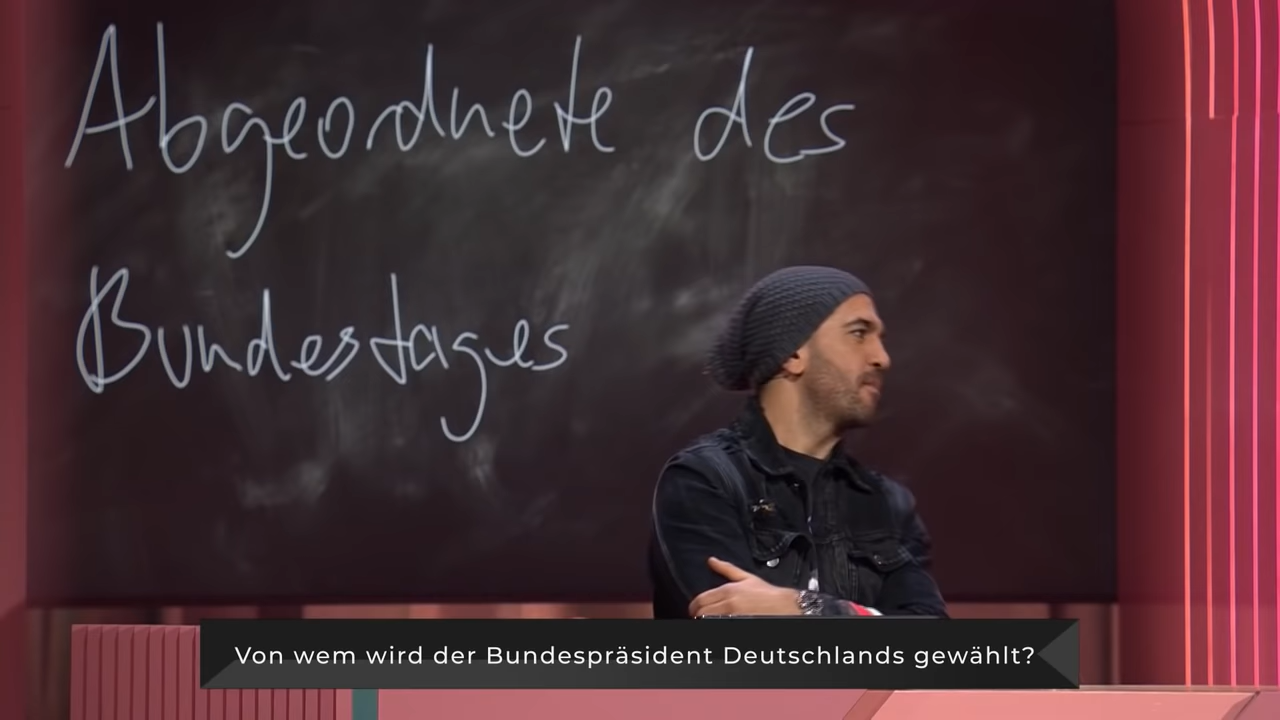 Abgeordnete des
Bundestages
Von wem wird der Bundespräsident Deutschlands gewählt?